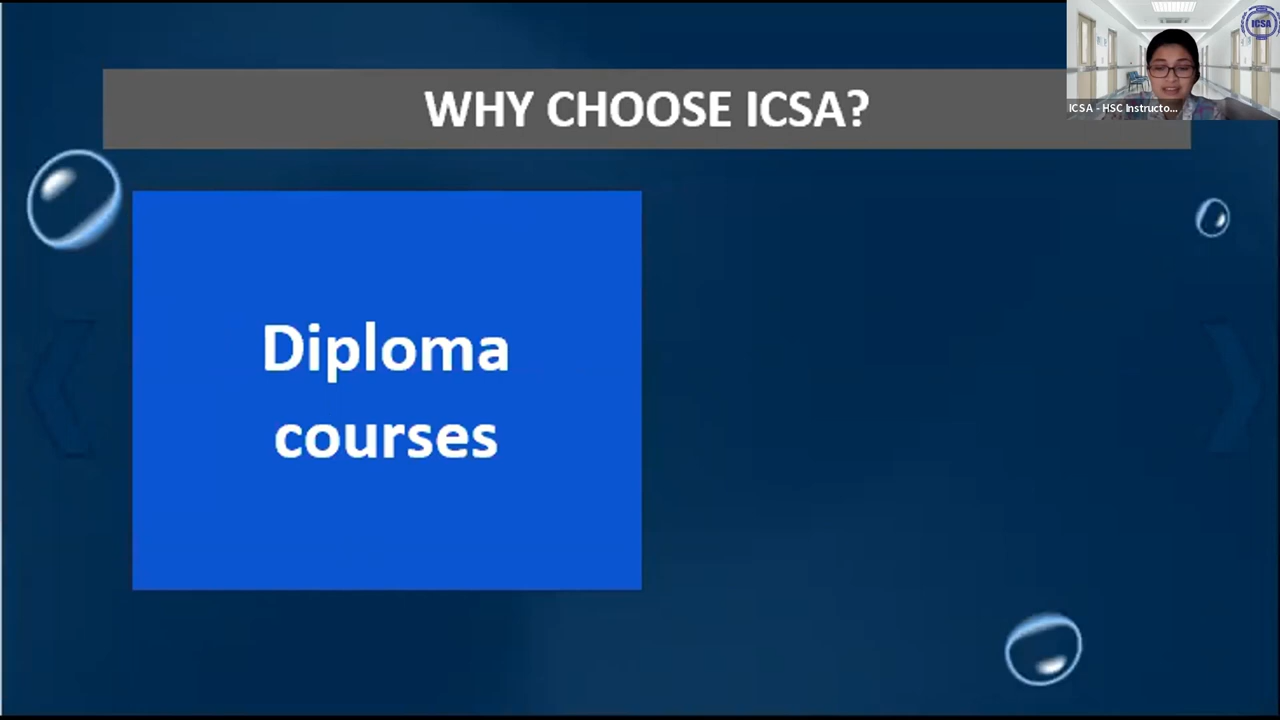 WHY CHOOSE ICSA?
ICSA
ICSA - HSC Instructo...
Diploma
courses